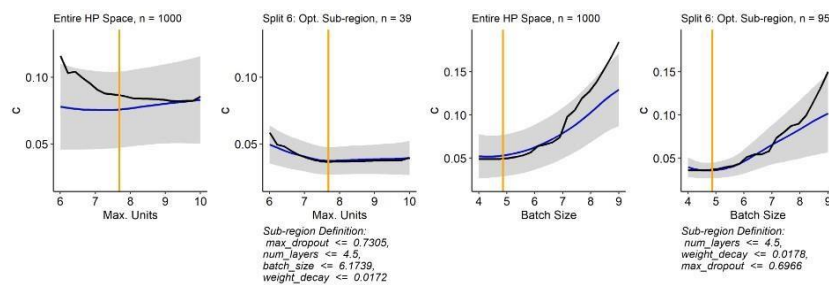 Entire HP Space, n = 1000
0.10
0.05
C
6 7 8 9 10
Max. Units
Split 6: Opt. Sub-region, n = 39
0.10
0.05
C
6 7 8 9 10
Max. Units
Sub-region Definition:
max_dropout <= 0.7305,
num_layers <= 4.5,
batch_size <= 6.1739,
weight_decay <= 0.0172
Entire HP Space, n = 1000
0.15
0.10
0.05
C
4 5 6 7 8 9
Batch Size
Split 6: Opt. Sub-region, n = 95
0.15
0.10
0.05
C
4 5 6 7 8 9
Batch Size
Sub-region Definition:
num_layers <= 4.5,
weight_decay <= 0.0178,
max_dropout <= 0.6966